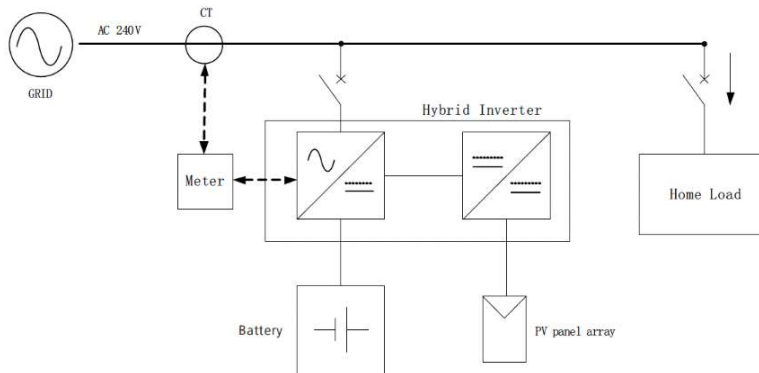 CT
AC 240V
GRID
Hybrid Inverter
Meter
Home Load
Battery
PV panel array